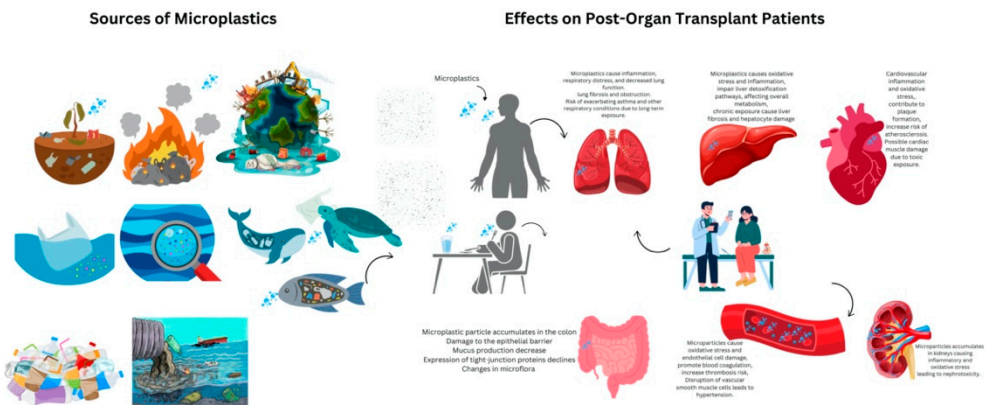 Sources of Microplastics
Effects on Post-Organ Transplant Patients
Microplastics
Microplastics cause inflammation,
respiratory distress, and decreased lung
function.
lung fibrosis and obstruction.
Risk of exacerbating asthma and other
respiratory conditions due to long-term
exposure.
Microplastics causes oxidative
stress and inflammation,
impair liver detoxification
pathways, affecting overall
metabolism,
chronic exposure cause liver
fibrosis and hepatocyte damage
Cardiovascular
inflammation
and oxidative
stress,
contribute to
plaque
formation,
increase risk of
atherosclerosis.
Possible cardiac
muscle damage
due to toxic
exposure.
Microplastic particle accumulates in the colon
Damage to the epithelial barrier
Mucus production decrease
Expression of tight-junction proteins declines
Changes in microflora
Microparticles cause
oxidative stress and
endothelial cell damage,
promote blood coagulation,
increase thrombosis risk,
Disruption of vascular
smooth muscle cells leads to
hypertension.
Microparticles accumulates
in kidneys causing
inflammatory and
oxidative stress
leading to nephrotoxicity.